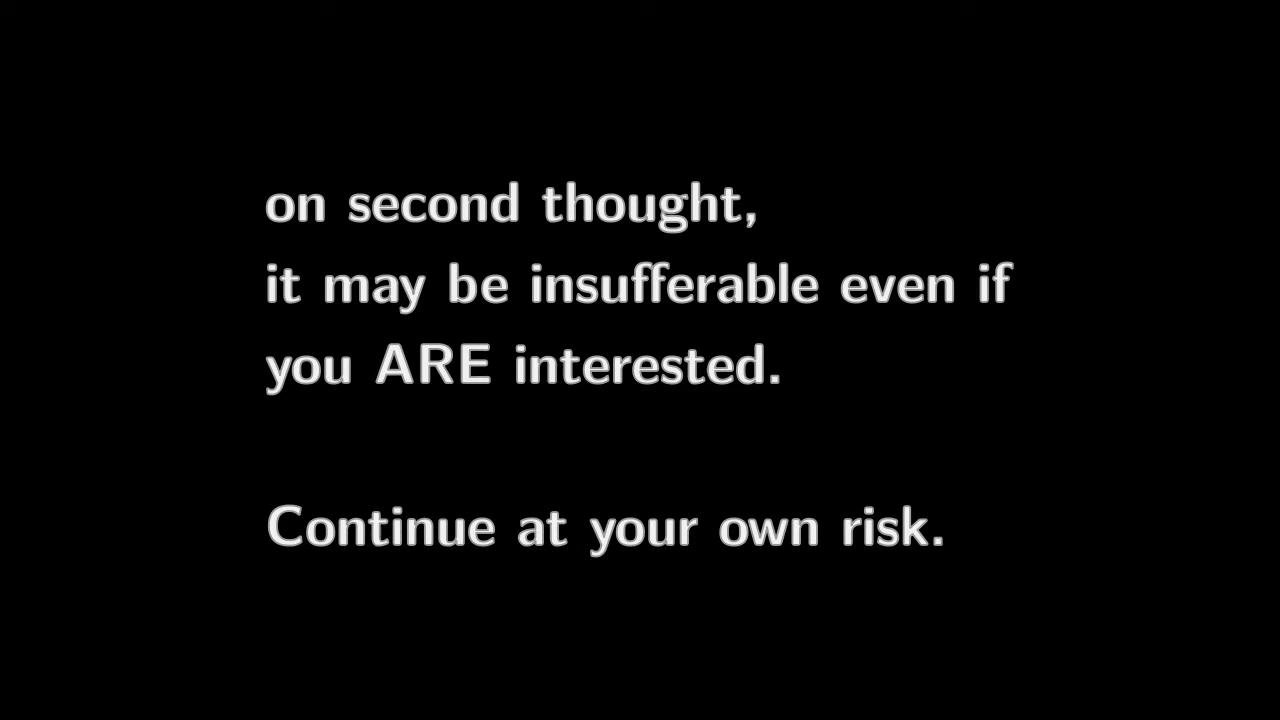 on second thought,
it may be insufferable even if
you ARE interested.
Continue at your own risk.